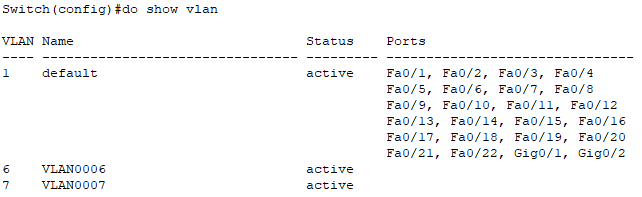 Switch(config)#do show vlan
VLAN Name                             Status    Ports
---- -------------------------------- --------- -------------------------------
1    default                          active    Fa0/1, Fa0/2, Fa0/3, Fa0/4
                                                Fa0/5, Fa0/6, Fa0/7, Fa0/8
                                                Fa0/9, Fa0/10, Fa0/11, Fa0/12
                                                Fa0/13, Fa0/14, Fa0/15, Fa0/16
                                                Fa0/17, Fa0/18, Fa0/19, Fa0/20
                                                Fa0/21, Fa0/22, Gig0/1, Gig0/2
6    VLAN0006                         active
7    VLAN0007                         active